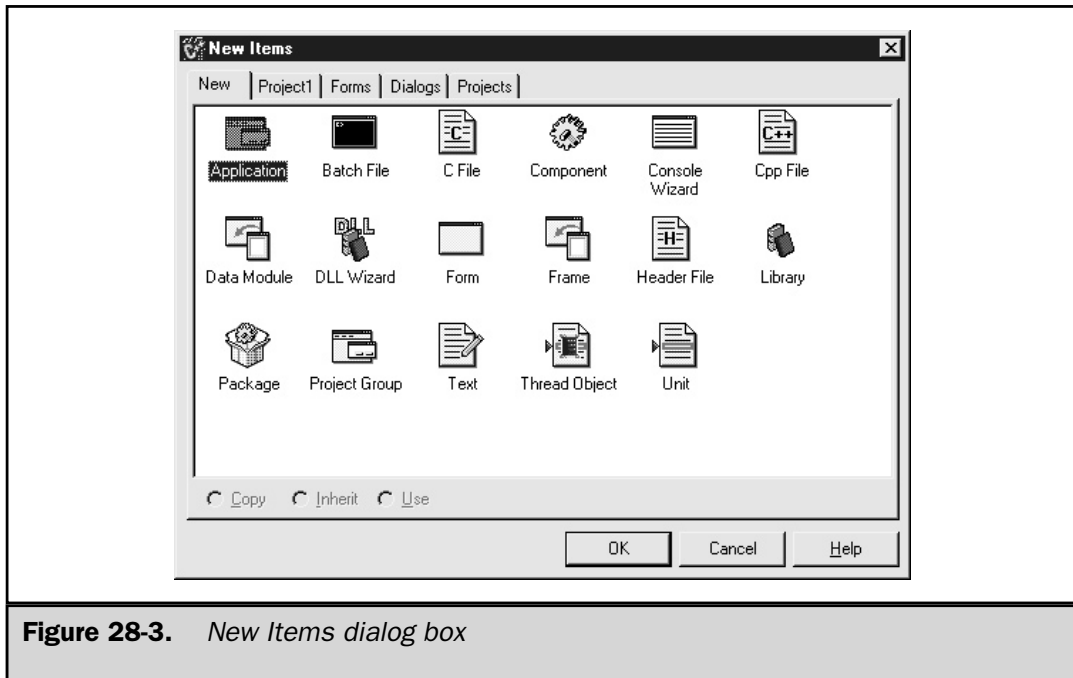 New Items
New Project1 Forms Dialogs Projects
Application Batch File C File Component Console Wizard Cpp File
Data Module DLL Wizard Form Frame Header File Library
Package Project Group Text Thread Object Unit
Copy Inherit Use
OK Cancel Help
Figure 28-3. New Items dialog box